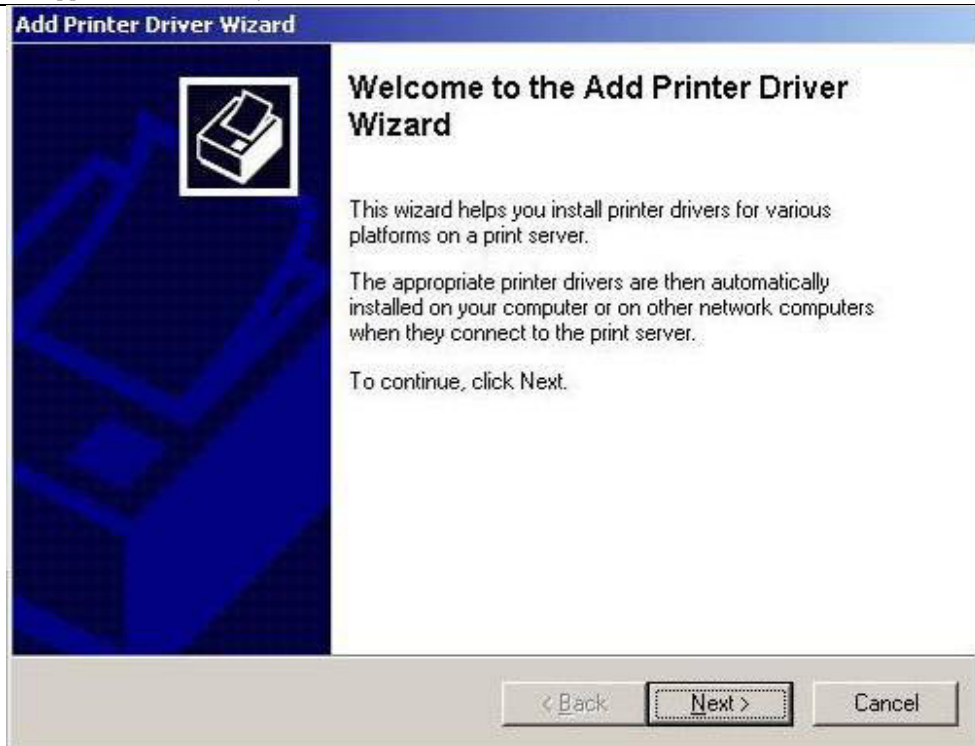 Add Printer Driver Wizard
Welcome to the Add Printer Driver
Wizard
This wizard helps you install printer drivers for various
platforms on a print server.
The appropriate printer drivers are then automatically
installed on your computer or on other network computers
when they connect to the print server.
To continue, click Next.
< Back Next > Cancel